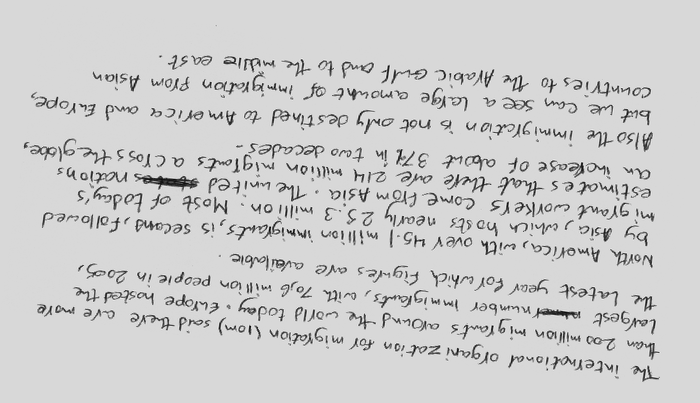 The international organization for migration (IOM) said there are more
than 200 million migrants around the world today. Europe hosted the
Largest number immigrants, with 70,6 million people in 2005,
the latest year for which figures are available.
North America, with over 45.1 million immigrants, is second, followed
by Asia, which hosts nearly 25.3 million. Most of today's
migrant workers come from Asia. The united nations
estimates that there are 214 million migrants across the globe,
an increase of about 37% in two decades-
Also the immigration is not only destined to America and Europe,
but we can see a large amount of immigration from Asian
countries to the Arabic Gulf and to the middle east.